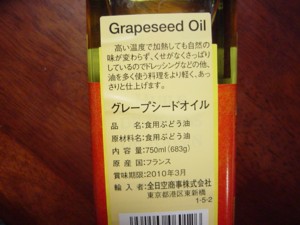 Grapeseed Oil
高い温度で加熱しても自然の
味が変わらず、くせがなくさっぱり
しているのでドレッシングなどの他、
油を多く使う料理をより軽く、あっ
さりと仕上げます。
グレープシードオイル
品 名:食用ぶどう油
原材料名:食用ぶどう油
内 容 量:750ml(683g)
原 産 国:フランス
賞味期限:2010年3月
輸 入 者:全日空商事株式会社
東京都港区東新橋
1-5-2